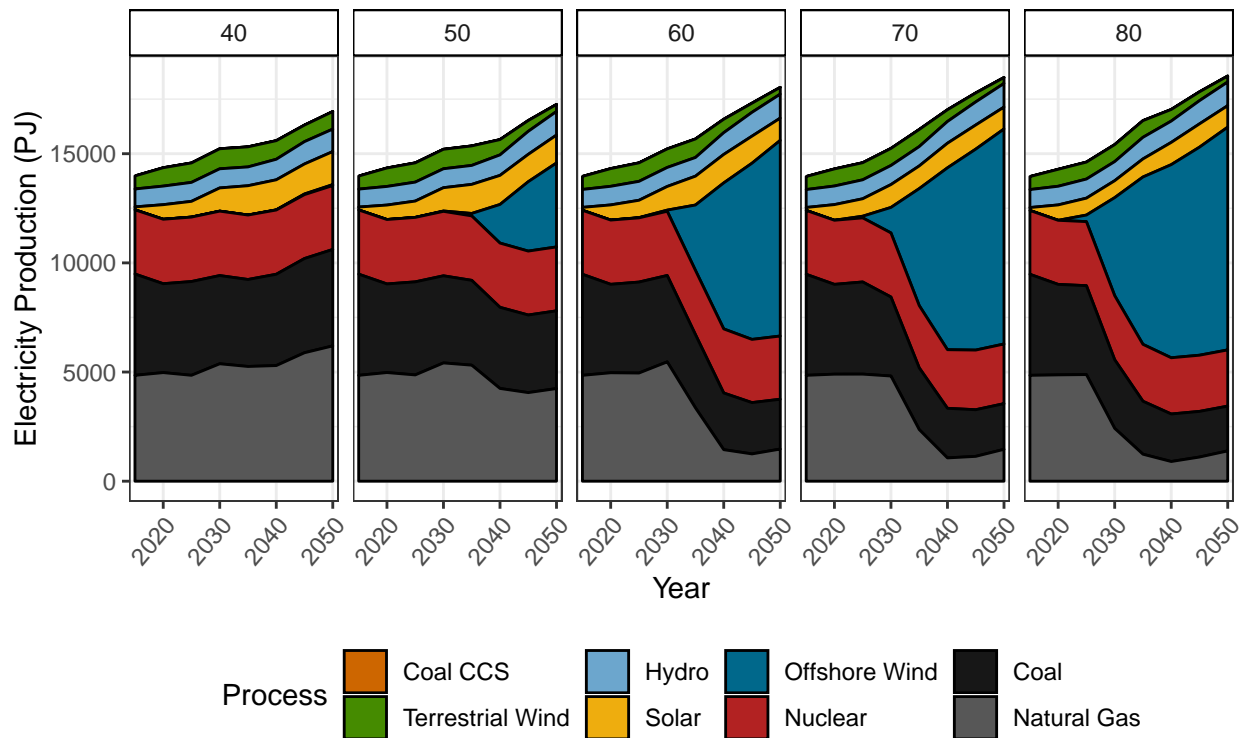 40 50 60 70 80
Electricity Production (PJ)
15000
10000
5000
0
2020 2030 2040 2050 2020 2030 2040 2050 2020 2030 2040 2050 2020 2030 2040 2050 2020 2030 2040 2050
Year
Process
Coal CCS Hydro Offshore Wind Coal
Terrestrial Wind Solar Nuclear Natural Gas